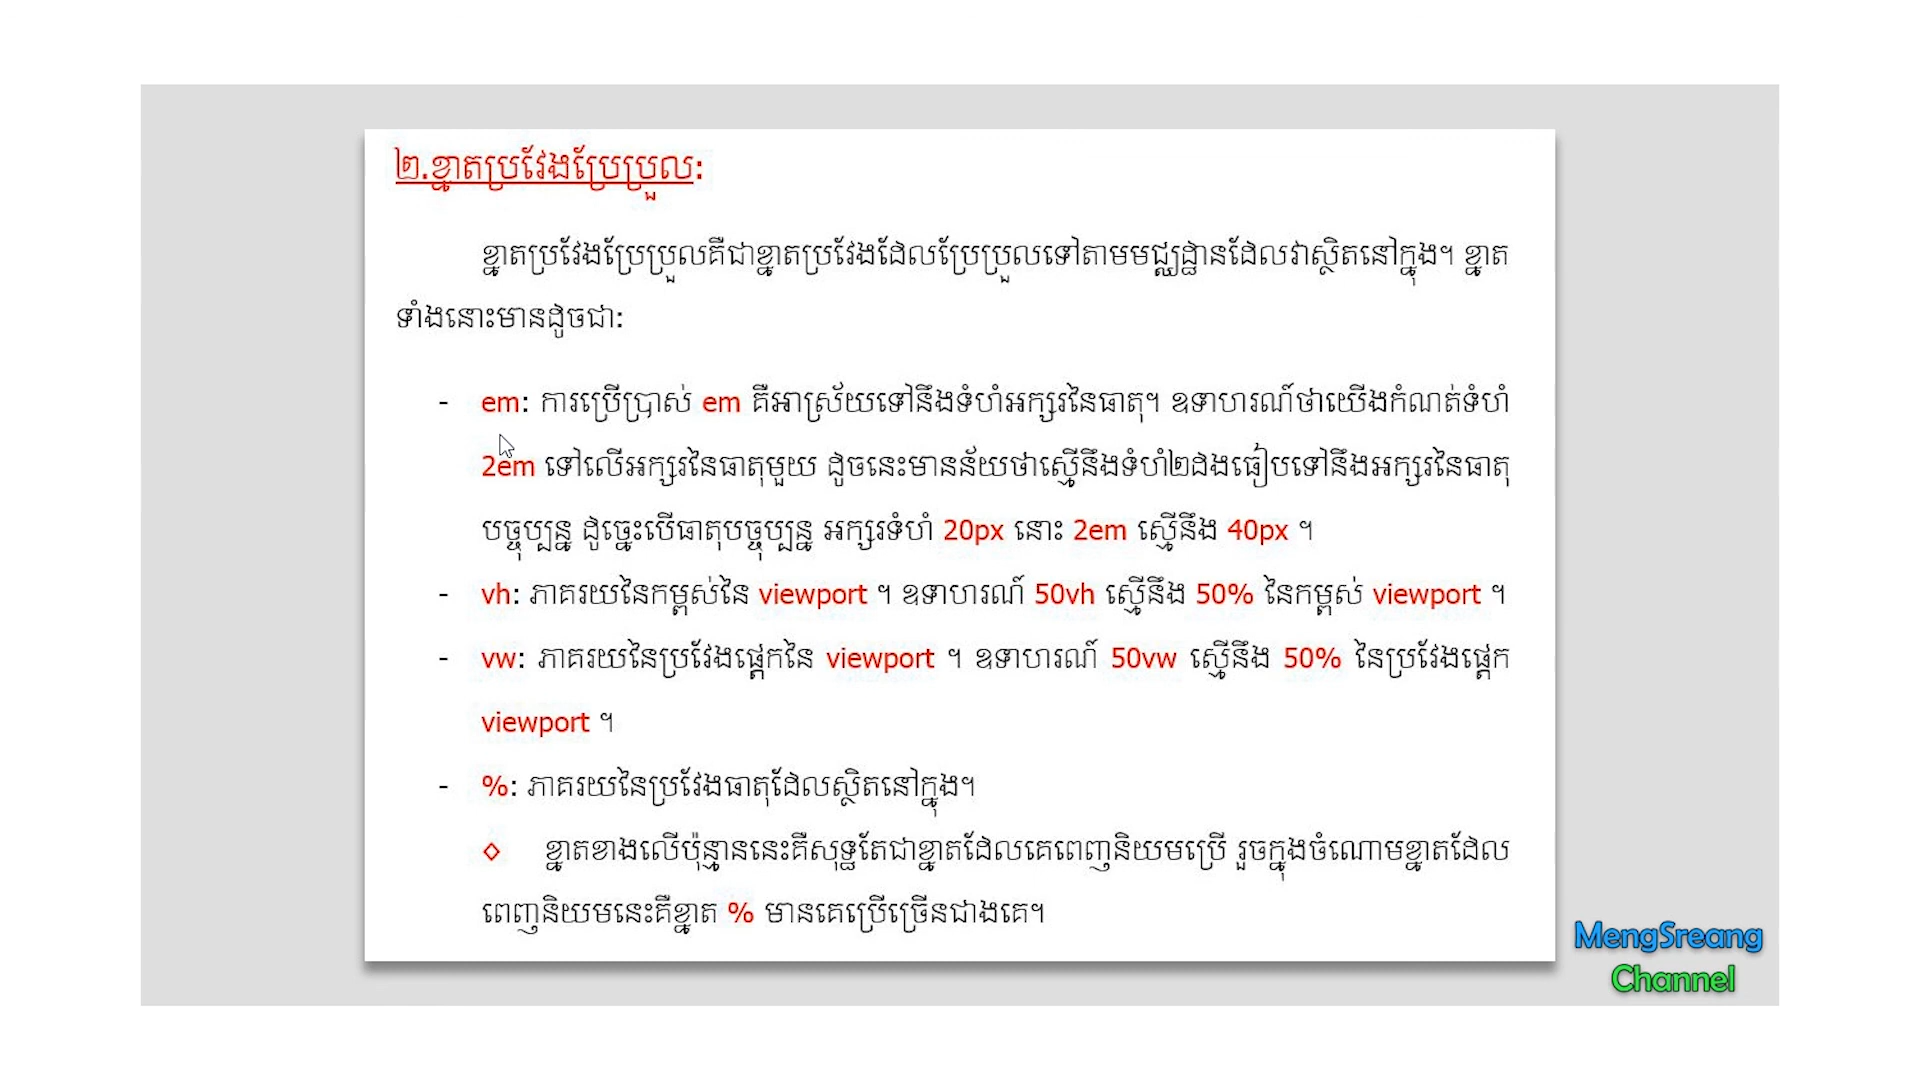 ២.ខ្នាតប្រវែងប្រែប្រួល:
ខ្នាតប្រវែងប្រែប្រួលគឺជាខ្នាតប្រវែងដែលប្រែប្រួលទៅតាមមជ្ឈដ្ឋានដែលវាស្ថិតនៅក្នុង។ ខ្នាត
ទាំងនោះមានដូចជា:
- em: ការប្រើប្រាស់ em គឺអាស្រ័យទៅនឹងទំហំអក្សរនៃធាតុ។ ឧទាហរណ៍ថាយើងកំណត់ទំហំ
2em ទៅលើអក្សរនៃធាតុមួយ ដូចនេះមានន័យថាស្មើនឹងទំហំ២ដងធៀបទៅនឹងអក្សរនៃធាតុ
បច្ចុប្បន្ន ដូច្នេះបើធាតុបច្ចុប្បន្ន អក្សរទំហំ 20px នោះ 2em ស្មើនឹង 40px ។
- vh: ភាគរយនៃកម្ពស់នៃ viewport ។ ឧទាហរណ៍ 50vh ស្មើនឹង 50% នៃកម្ពស់ viewport ។
- vw: ភាគរយនៃប្រវែងផ្ដេកនៃ viewport ។ ឧទាហរណ៍ 50vw ស្មើនឹង 50% នៃប្រវែងផ្ដេក
viewport ។
- %: ភាគរយនៃប្រវែងធាតុដែលស្ថិតនៅក្នុង។
◇ ខ្នាតខាងលើប៉ុន្មាននេះគឺសុទ្ឋតែជាខ្នាតដែលគេពេញនិយមប្រើ រួចក្នុងចំណោមខ្នាតដែល
ពេញនិយមនេះគឺខ្នាត % មានគេប្រើច្រើនជាងគេ។
MengSreang
Channel